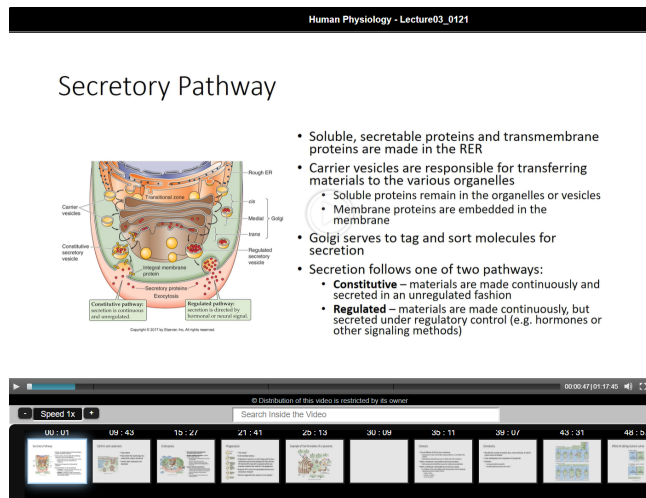 Human Physiology - Lecture03_0121
Secretory Pathway
• Soluble, secretable proteins and transmembrane
proteins are made in the RER
• Carrier vesicles are responsible for transferring
materials to the various organelles
• Soluble proteins remain in the organelles or vesicles
• Membrane proteins are embedded in the
membrane
• Golgi serves to tag and sort molecules for
secretion
• Secretion follows one of two pathways:
• Constitutive – materials are made continuously and
secreted in an unregulated fashion
• Regulated – materials are made continuously, but
secreted under regulatory control (e.g. hormones or
other signaling methods)
Rough ER
Transitional zone
Carrier
vesicles
cis
Medial
Golgi
trans
Constitutive
secretory
vesicle
Regulated
secretory
vesicle
Integral membrane
protein
Secretory proteins
Exocytosis
Constitutive pathway:
secretion is continuous
and unregulated.
Regulated pathway:
secretion is directed by
hormonal or neural signal.
Copyright © 2017 by Elsevier Inc. All rights reserved.
00:00:47|01:17:45
© Distribution of this video is restricted by its owner
- Speed 1x +
Search Inside the Video
00 : 01 09 : 43 15 : 27 21 : 41 25 : 13 30 : 09 35 : 11 39 : 07 43 : 31
Secretory Pathway